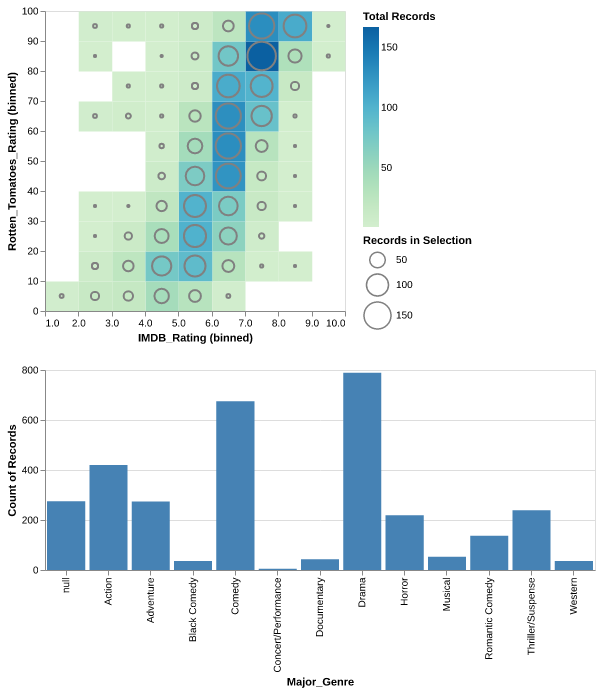 100
90
80
70
60
50
40
30
20
10
0
Rotten_Tomatoes_Rating (binned)
1.0 2.0 3.0 4.0 5.0 6.0 7.0 8.0 9.0 10.0
IMDB_Rating (binned)
Total Records
150
100
50
Records in Selection
50
100
150
800
600
400
200
0
Count of Records
null
Action
Adventure
Black Comedy
Comedy
Concert/Performance
Documentary
Drama
Horror
Musical
Romantic Comedy
Thriller/Suspense
Western
Major_Genre